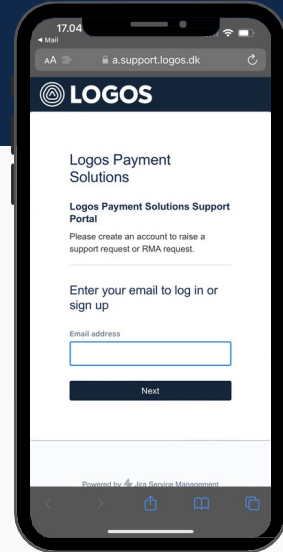 17.04
◀ Mail
AA
a.support.logos.dk
LOGOS
Logos Payment
Solutions
Logos Payment Solutions Support
Portal
Please create an account to raise a
support request or RMA request.
Enter your email to log in or
sign up
Email address
Next
Powered by Jira Service Management